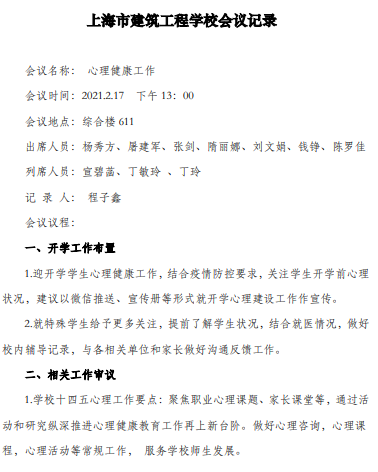 上海市建筑工程学校会议记录
会议名称： 心理健康工作
会议时间：2021.2.17 下午 13：00
会议地点：综合楼 611
出席人员：杨秀方、屠建军、张剑、隋丽娜、刘文娟、钱铮、陈罗佳
列席人员：宣碧菡、丁敏玲 、丁玲
记 录 人： 程子鑫
会议议程：
一、开学工作布置
1.迎开学学生心理健康工作，结合疫情防控要求，关注学生开学前心理
状况，建议以微信推送、宣传册等形式就开学心理建设工作作宣传。
2.就特殊学生给予更多关注，提前了解学生状况，结合就医情况，做好
校内辅导记录，与各相关单位和家长做好沟通反馈工作。
二、相关工作审议
1.学校十四五心理工作要点：聚焦职业心理课题、家长课堂等，通过活
动和研究纵深推进心理健康教育工作再上新台阶。做好心理咨询，心理课
程，心理活动等常规工作， 服务学校师生发展。